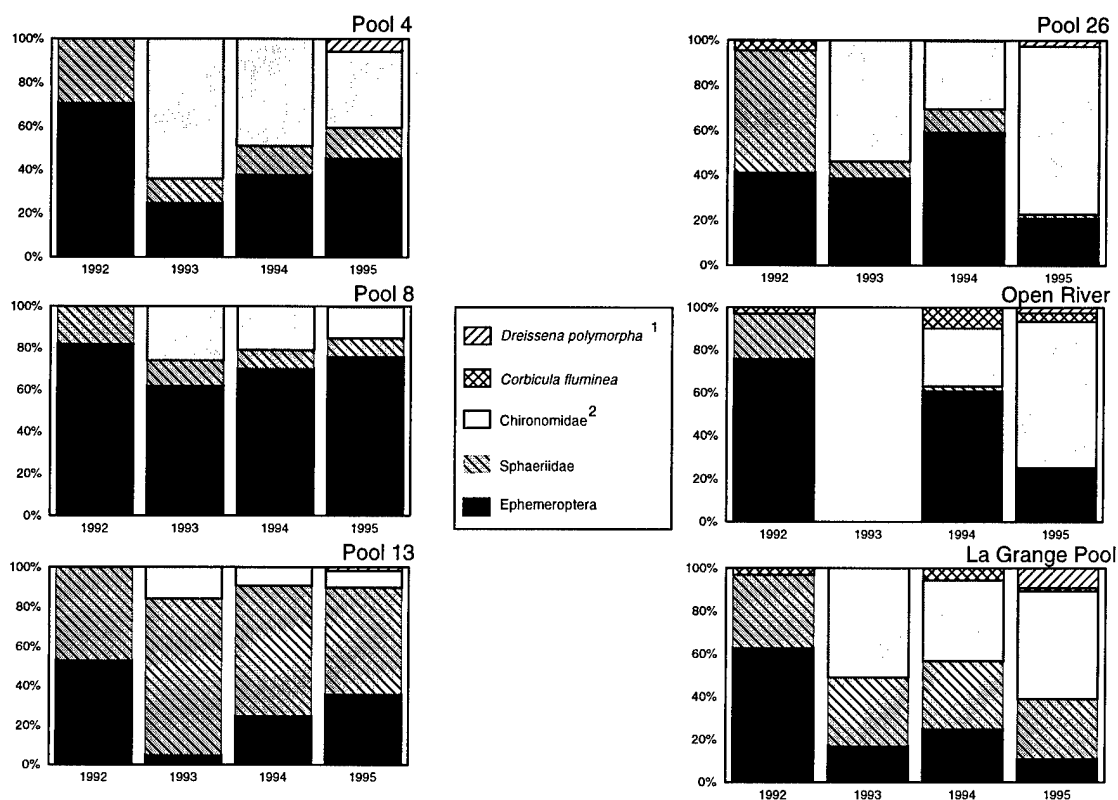 Pool 4
100%
80%
60%
40%
20%
0%
1992 1993 1994 1995
Pool 8
100%
80%
60%
40%
20%
0%
1992 1993 1994 1995
Pool 13
100%
80%
60%
40%
20%
0%
1992 1993 1994 1995
Dreissena polymorpha 1
Corbicula fluminea
Chironomidae 2
Sphaeriidae
Ephemeroptera
Pool 26
100%
80%
60%
40%
20%
0%
1992 1993 1994 1995
Open River
100%
80%
60%
40%
20%
0%
1992 1993 1994 1995
La Grange Pool
100%
80%
60%
40%
20%
0%
1992 1993 1994 1995